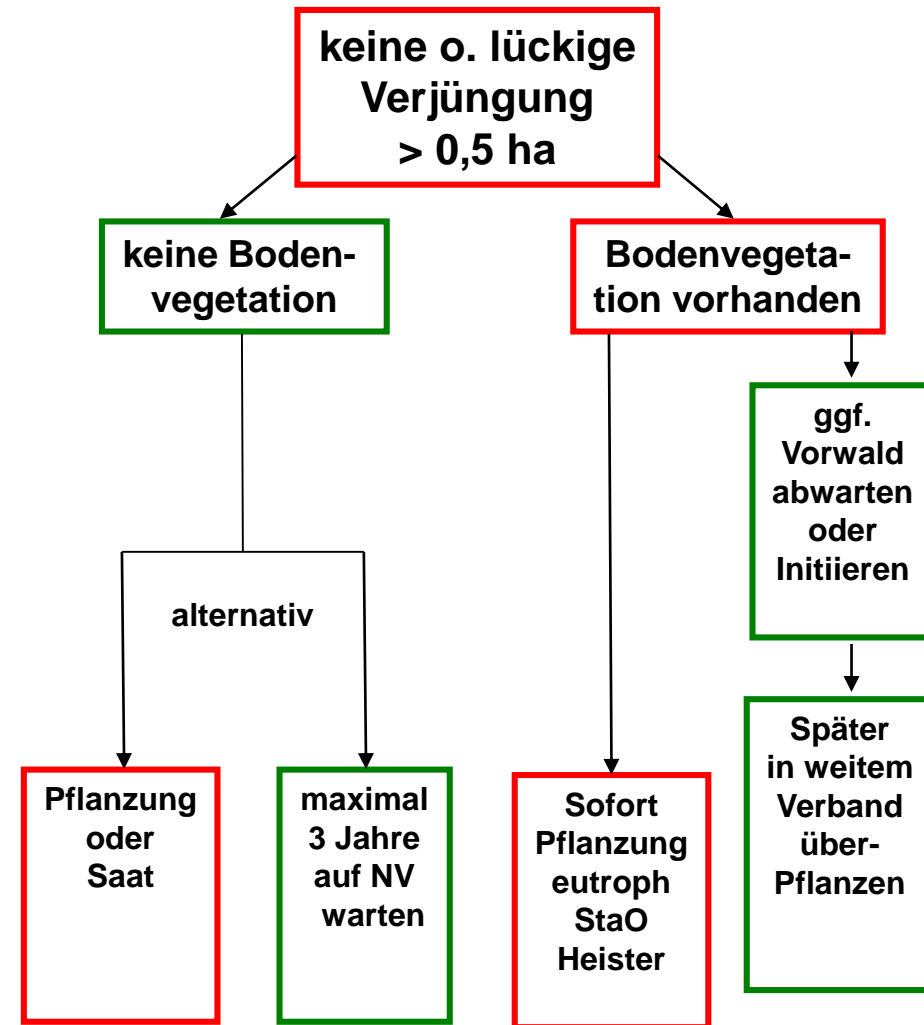 keine o. lückige
Verjüngung
> 0,5 ha
keine Boden-
vegetation
Bodenvegeta-
tion vorhanden
ggf.
Vorwald
abwarten
oder
Initiieren
alternativ
Pflanzung
oder
Saat
maximal
3 Jahre
auf NV
warten
Sofort
Pflanzung
eutroph
StaO
Heister
Später
in weitem
Verband
über-
Pflanzen